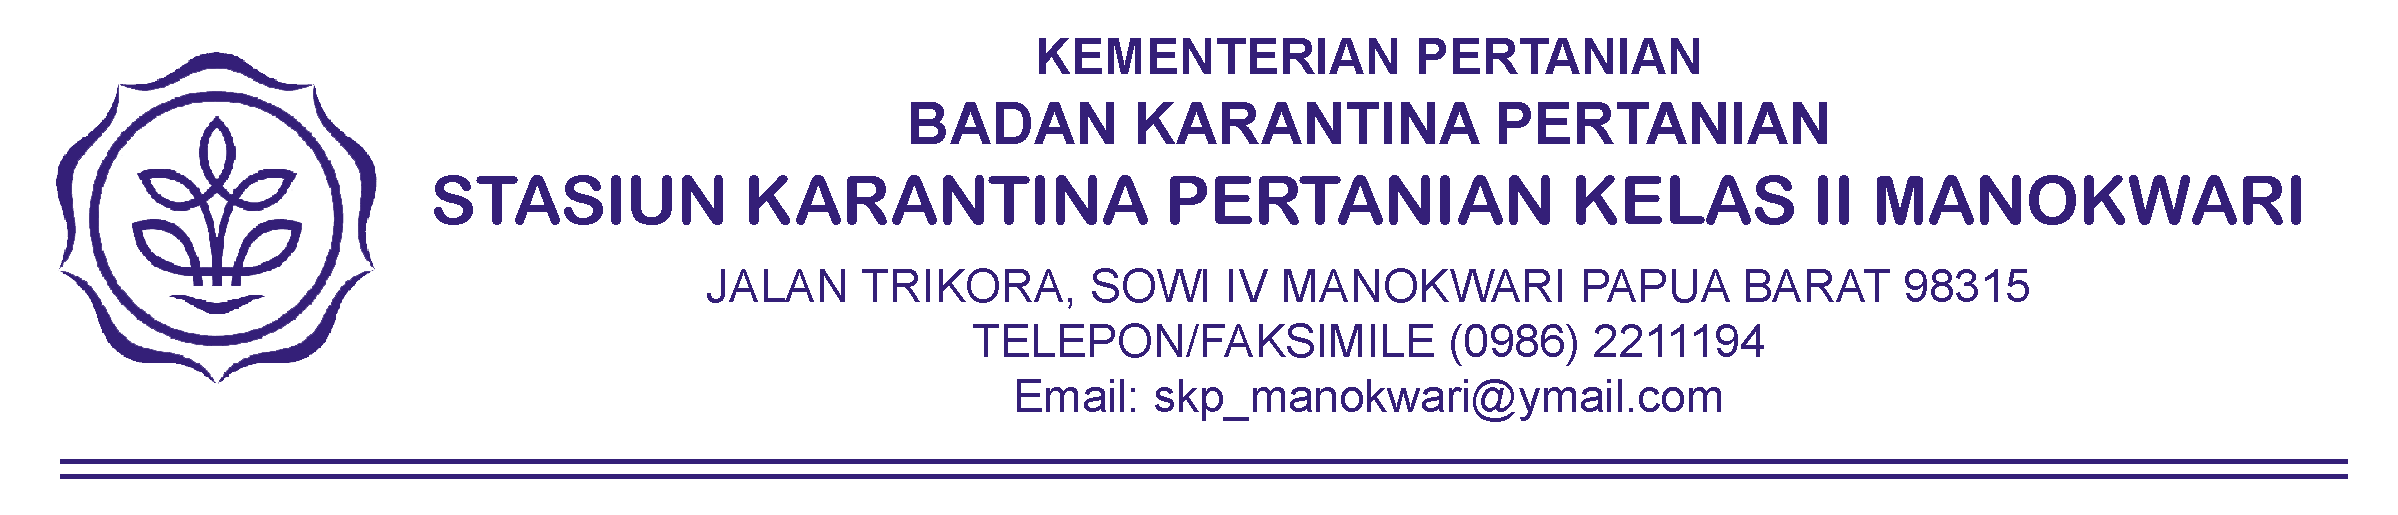 KEMENTERIAN PERTANIAN
BADAN KARANTINA PERTANIAN
STASIUN KARANTINA PERTANIAN KELAS II MANOKWARI
JALAN TRIKORA, SOWI IV MANOKWARI PAPUA BARAT 98315
TELEPON/FAKSIMILE (0986) 2211194
Email: skp_manokwari@ymail.com